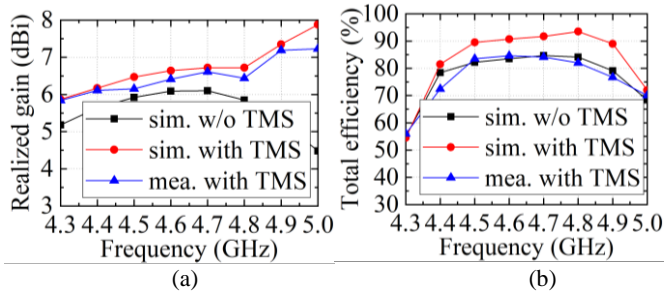 Realized gain (dBi)
8
7
6
5
4
3
sim. w/o TMS
sim. with TMS
mea. with TMS
4.3 4.4 4.5 4.6 4.7 4.8 4.9 5.0
Frequency (GHz)
(a)
Total efficiency (%)
100
90
80
70
60
50
40
30
sim. w/o TMS
sim. with TMS
mea. with TMS
4.3 4.4 4.5 4.6 4.7 4.8 4.9 5.0
Frequency (GHz)
(b)